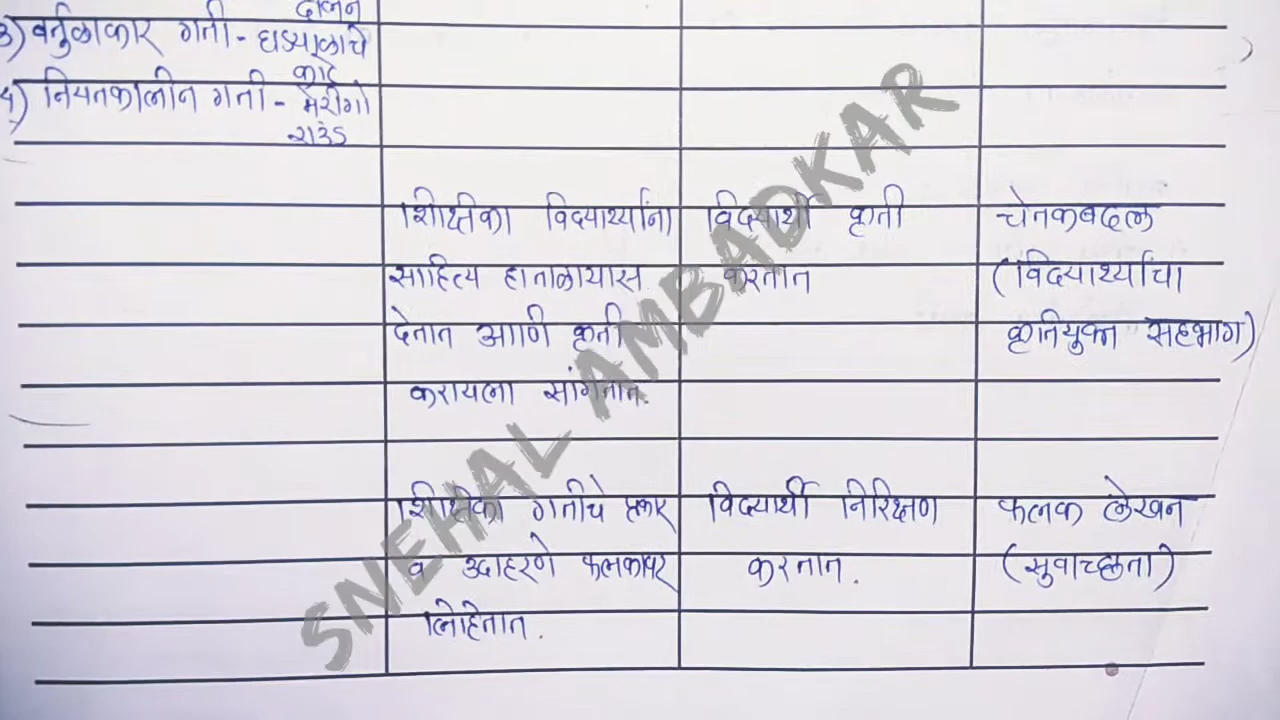 दोलन
३) वर्तुळाकार गती - घड्याळाचे
काटे
४) नियतकालीन गती - मेरीगो
राउंड
शिक्षिका विद्यार्थ्यांना विद्यार्थी कृती चेतकबदल
साहित्य हाताळायास करतात (विद्यार्थ्यांचा
देतात आणि कृती कृतियुक्त सहभाग)
करायला सांगतात.
शिक्षिका गतीचे प्रकार विद्यार्थी निरिक्षण फलक लेखन
व उदाहरणे फलकावर करतात. (सुवाच्छता)
लिहितात.
SNEHAL AMBADKAR